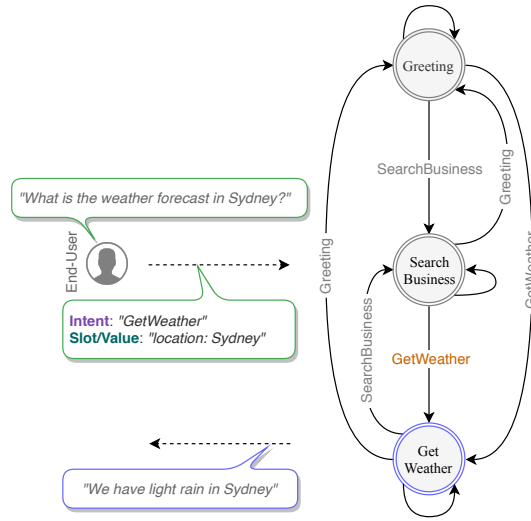 Greeting
SearchBusiness
Greeting
"What is the weather forecast in Sydney?"
End-User
Greeting
Search
Business
GetWeather
Intent: "GetWeather"
Slot/Value: "location: Sydney"
SearchBusiness
GetWeather
Get
Weather
"We have light rain in Sydney"